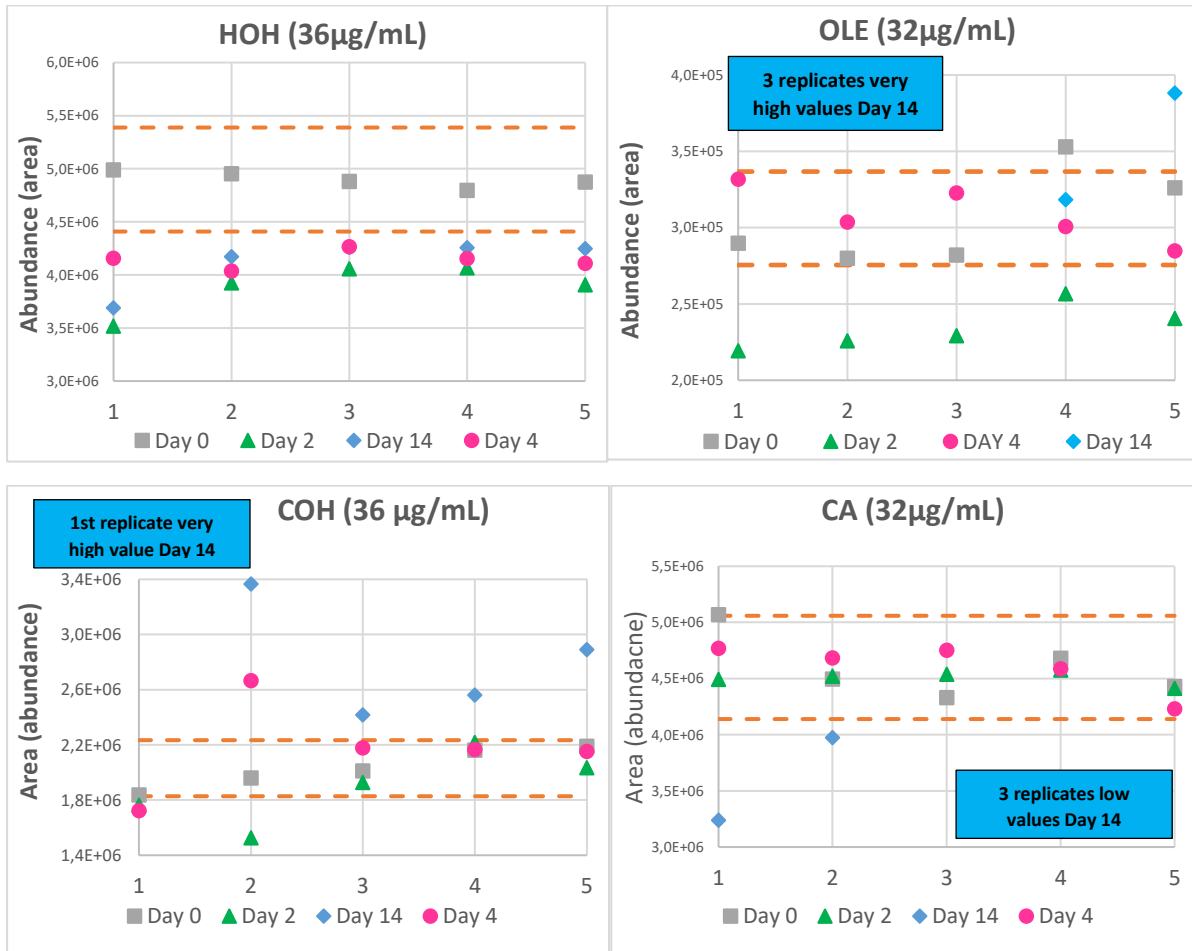 HOH (36µg/mL)
Abundance (area)
6,0E+06
5,5E+06
5,0E+06
4,5E+06
4,0E+06
3,5E+06
3,0E+06
1 2 3 4 5
Day 0 Day 2 Day 14 Day 4
OLE (32µg/mL)
3 replicates very
high values Day 14
Abundance (area)
4,0E+05
3,5E+05
3,0E+05
2,5E+05
2,0E+05
1 2 3 4 5
Day 0 Day 2 DAY 4 Day 14
COH (36 µg/mL)
1st replicate very
high value Day 14
Area (abundance)
3,4E+06
3,0E+06
2,6E+06
2,2E+06
1,8E+06
1,4E+06
1 2 3 4 5
Day 0 Day 2 Day 14 Day 4
CA (32µg/mL)
Area (abundacne)
5,5E+06
5,0E+06
4,5E+06
4,0E+06
3,5E+06
3,0E+06
3 replicates low
values Day 14
1 2 3 4 5
Day 0 Day 2 Day 14 Day 4